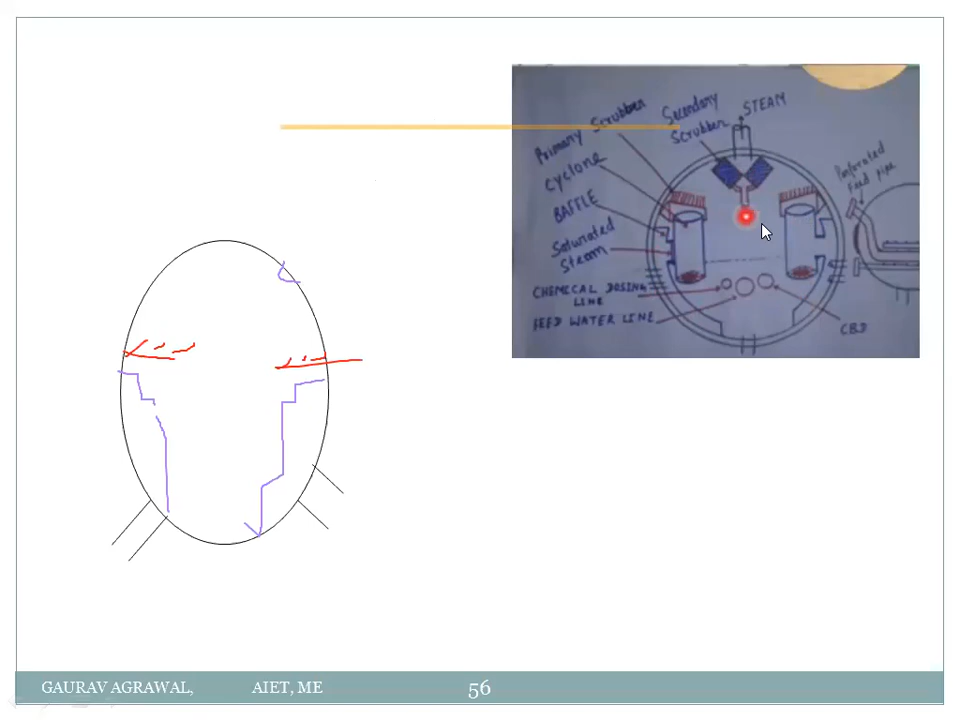 Primary Scrubber
Secondary
Scrubber
STEAM
Cyclone
BAFFLE
Saturated
Steam
CHEMICAL DOSING
LINE
FEED WATER LINE
CBD
Perforated
Feed pipe
GAURAV AGRAWAL, AIET, ME 56